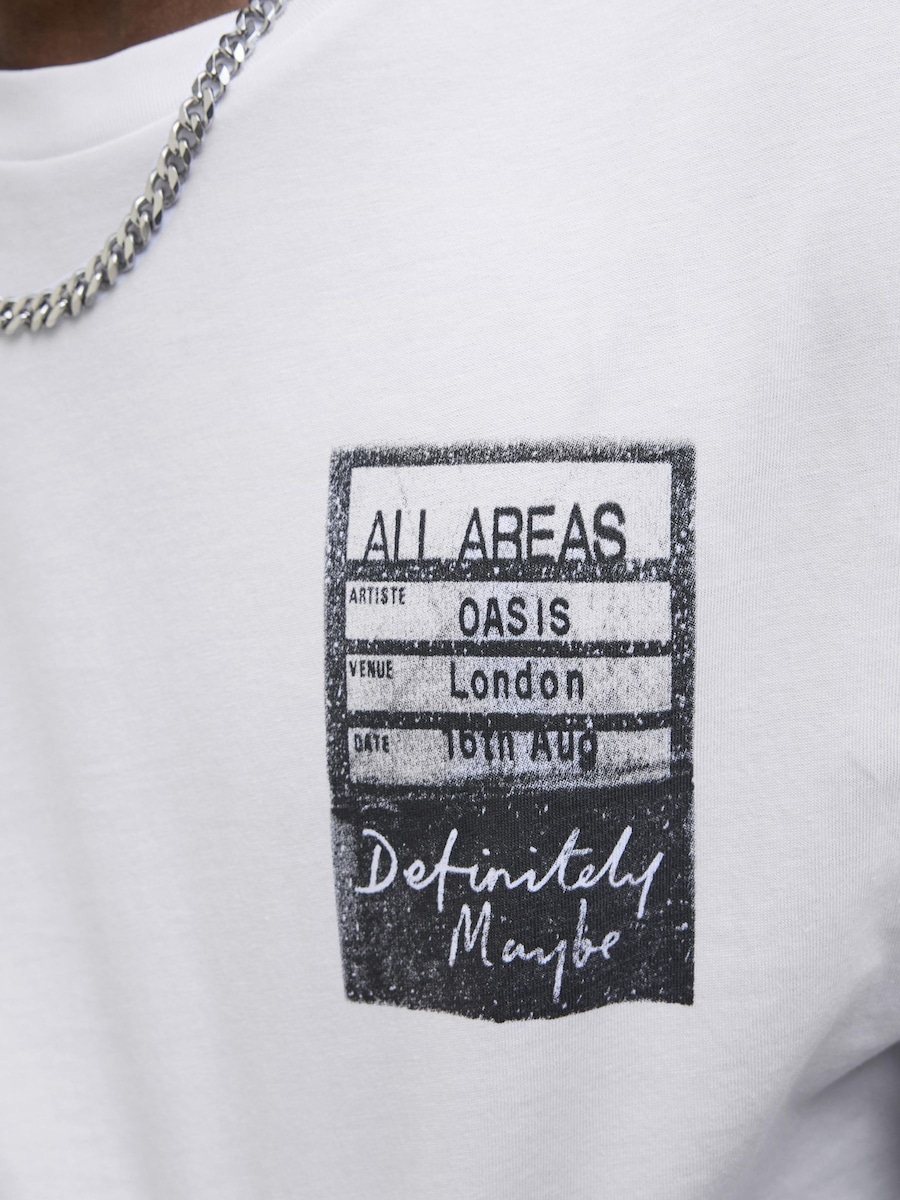 ALL AREAS
ARTISTE OASIS
VENUE London
DATE 16th Aug
Definitely
Maybe